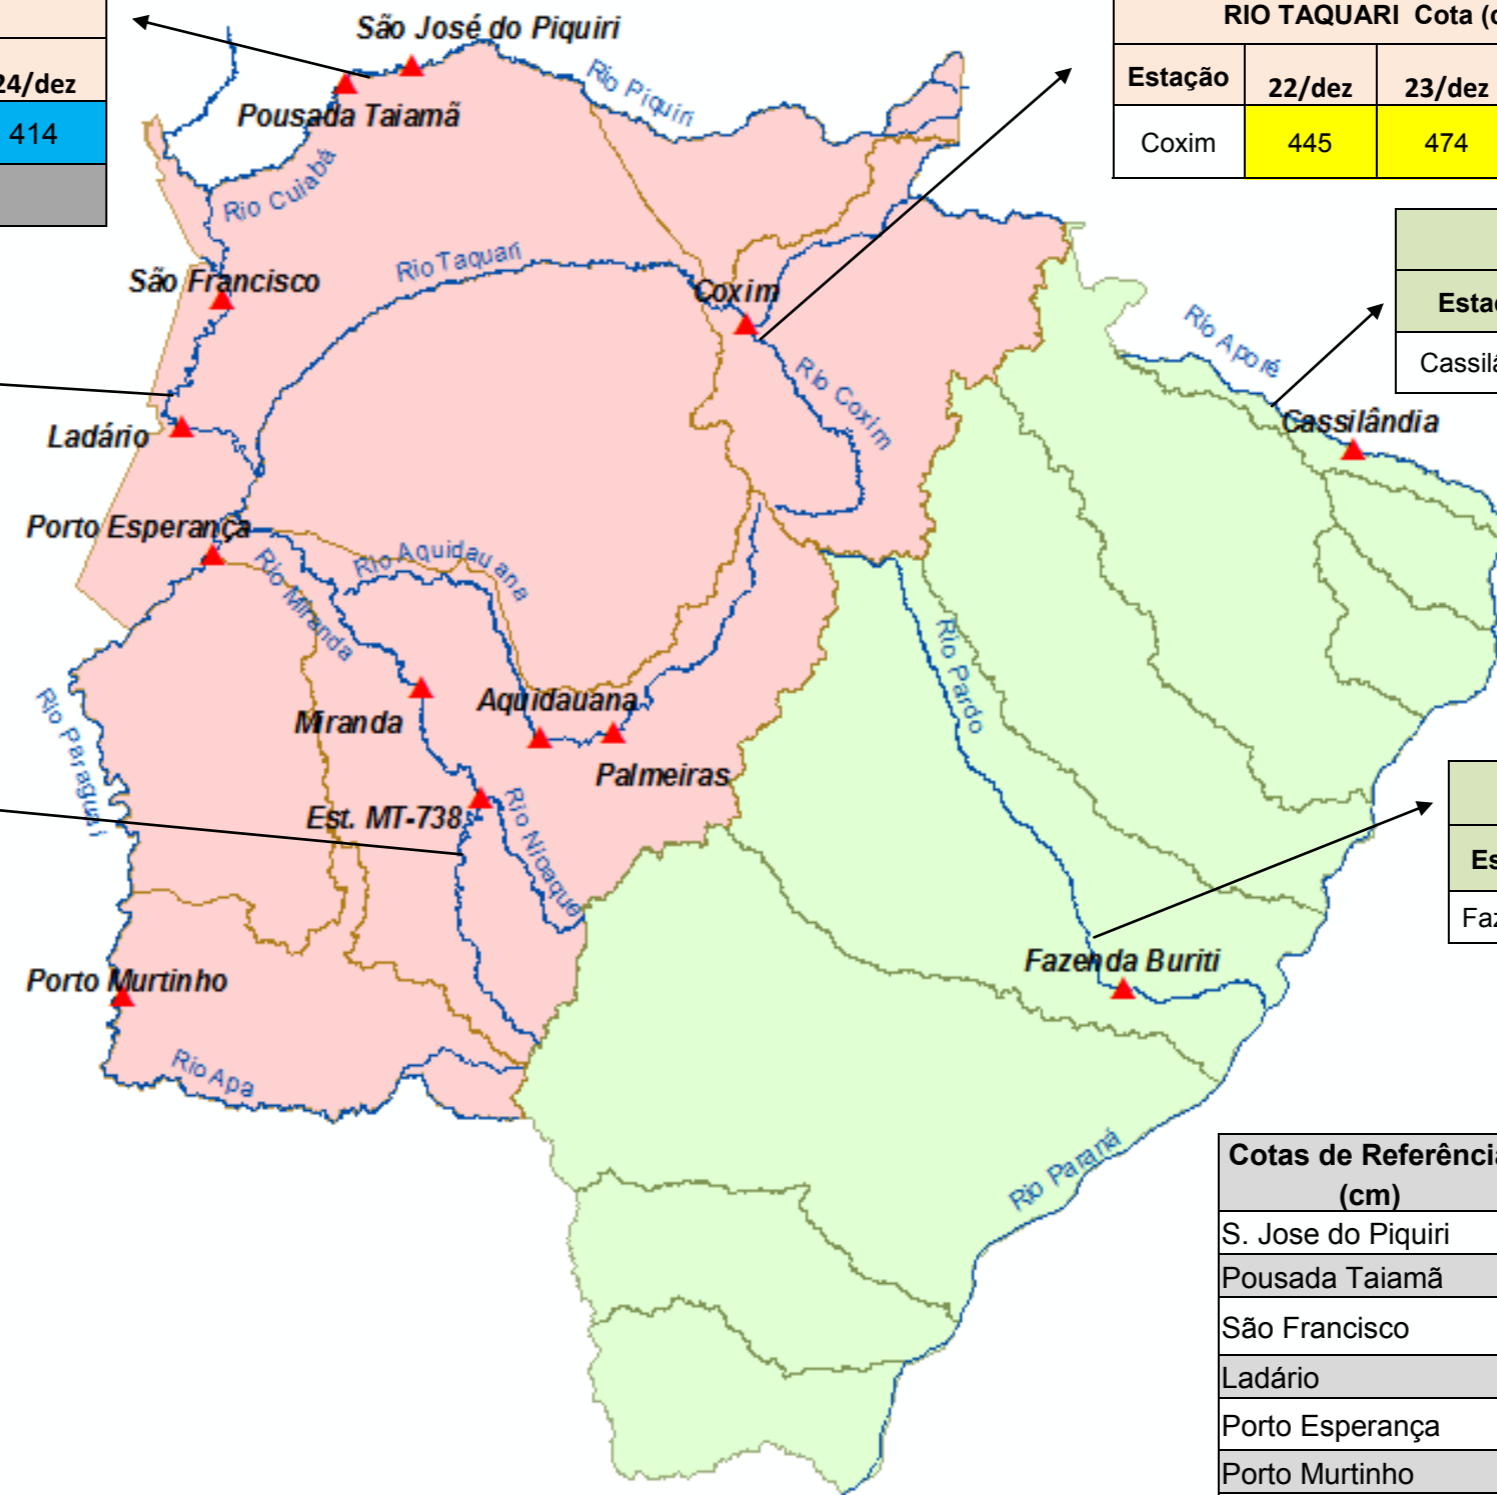 24/dez
414
RIO TAQUARI Cota (c
Estação 22/dez 23/dez
Coxim 445 474
Esta
Cassilâ
Es
Faz
São José do Piquiri
Rio Piquiri
Pousada Taiamã
Rio Cuiabá
Rio Taquari
São Francisco
Coxim
Rio Aporé
Rio Coxim
Cassilândia
Ladário
Porto Esperança
Rio Aquidauana
Rio Miranda
Rio Pardo
Rio Paraguai
Aquidauana
Miranda
Palmeiras
Est. MT-738
Rio Nioaque
Fazenda Buriti
Porto Murtinho
Rio Apa
Rio Paraná
Cotas de Referência
(cm)
S. Jose do Piquiri
Pousada Taiamã
São Francisco
Ladário
Porto Esperança
Porto Murtinho